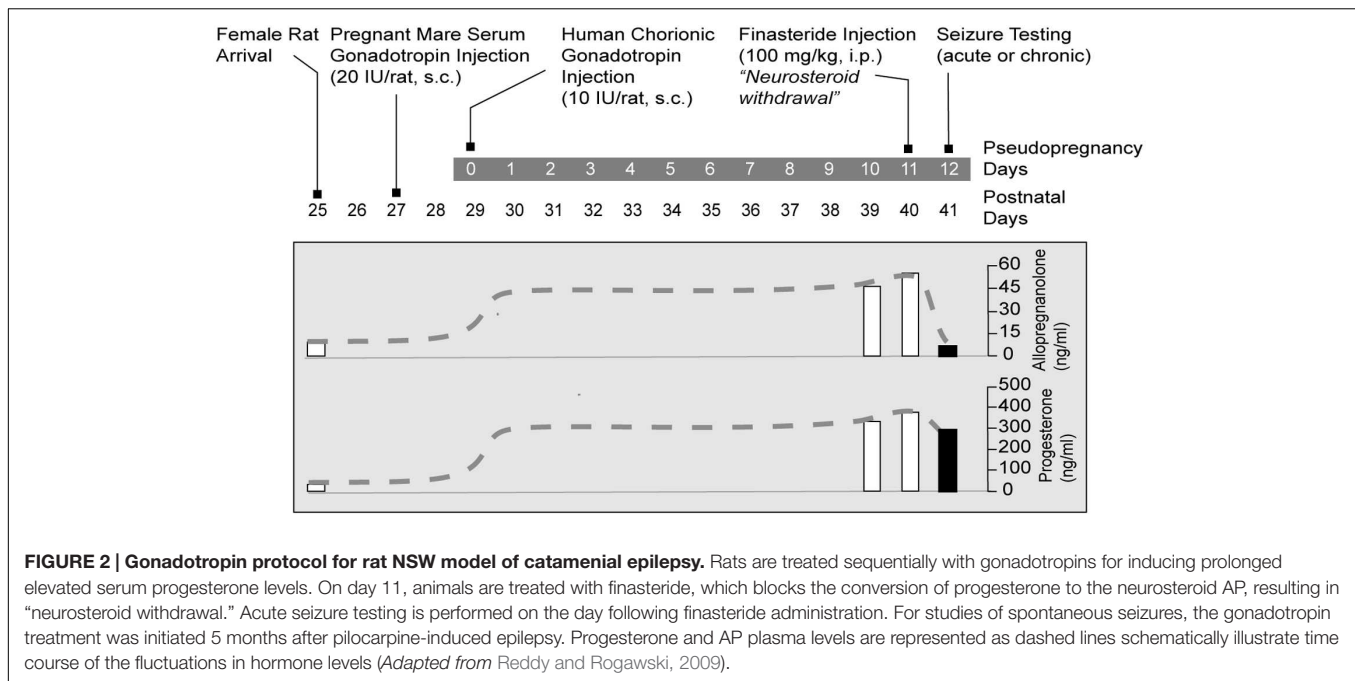 Female Rat
Arrival
Pregnant Mare Serum
Gonadotropin Injection
(20 IU/rat, s.c.)
Human Chorionic
Gonadotropin
Injection
(10 IU/rat, s.c.)
Finasteride Injection
(100 mg/kg, i.p.)
"Neurosteroid
withdrawal"
Seizure Testing
(acute or chronic)
0 1 2 3 4 5 6 7 8 9 10 11 12
Pseudopregnancy
Days
25 26 27 28 29 30 31 32 33 34 35 36 37 38 39 40 41
Postnatal
Days
60
45
30
15
0
Allopregnanolone
(ng/ml)
500
400
300
200
100
0
Progesterone
(ng/ml)
FIGURE 2 | Gonadotropin protocol for rat NSW model of catamenial epilepsy. Rats are treated sequentially with gonadotropins for inducing prolonged
elevated serum progesterone levels. On day 11, animals are treated with finasteride, which blocks the conversion of progesterone to the neurosteroid AP, resulting in
"neurosteroid withdrawal." Acute seizure testing is performed on the day following finasteride administration. For studies of spontaneous seizures, the gonadotropin
treatment was initiated 5 months after pilocarpine-induced epilepsy. Progesterone and AP plasma levels are represented as dashed lines schematically illustrate time
course of the fluctuations in hormone levels (Adapted from Reddy and Rogawski, 2009).